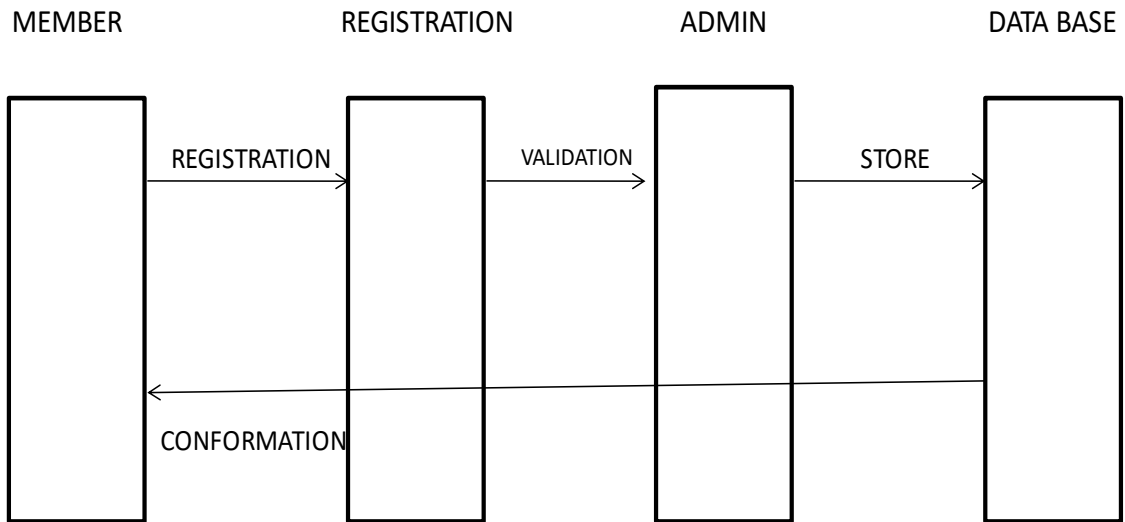 MEMBER REGISTRATION ADMIN DATA BASE
REGISTRATION VALIDATION STORE
CONFORMATION